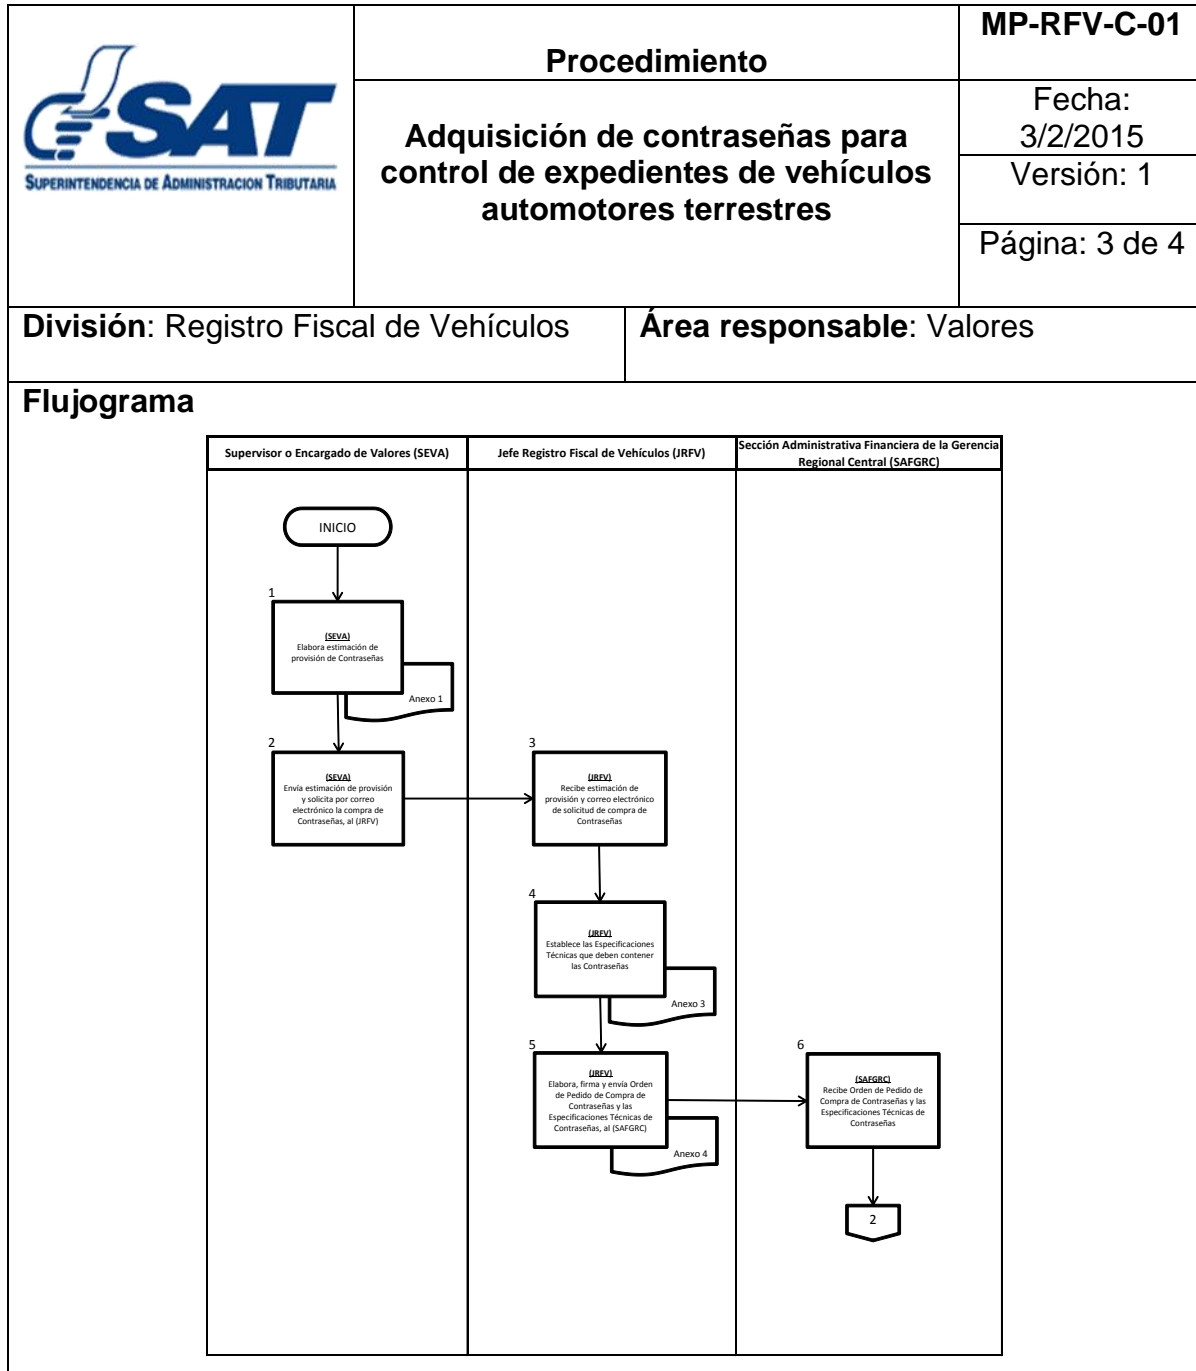 SAT
SUPERINTENDENCIA DE ADMINISTRACION TRIBUTARIA
Procedimiento
Adquisición de contraseñas para
control de expedientes de vehículos
automotores terrestres
MP-RFV-C-01
Fecha:
3/2/2015
Versión: 1
Página: 3 de 4
División: Registro Fiscal de Vehículos
Área responsable: Valores
Flujograma
Supervisor o Encargado de Valores (SEVA)
Jefe Registro Fiscal de Vehículos (JRFV)
Sección Administrativa Financiera de la Gerencia
Regional Central (SAFGRC)
INICIO
1
(SEVA)
Elabora estimación de
provisión de Contraseñas
Anexo 1
2
(SEVA)
Envía estimación de provisión
y solicita por correo
electrónico la compra de
Contraseñas, al (JRFV)
3
(JRFV)
Recibe estimación de
provisión y correo electrónico
de solicitud de compra de
Contraseñas
4
(JRFV)
Establece las Especificaciones
Técnicas que deben contener
las Contraseñas
Anexo 3
5
(JRFV)
Elabora, firma y envía Orden
de Pedido de Compra de
Contraseñas y las
Especificaciones Técnicas de
Contraseñas, al (SAFGRC)
Anexo 4
6
(SAFGRC)
Recibe Orden de Pedido de
Compra de Contraseñas y las
Especificaciones Técnicas de
Contraseñas
2